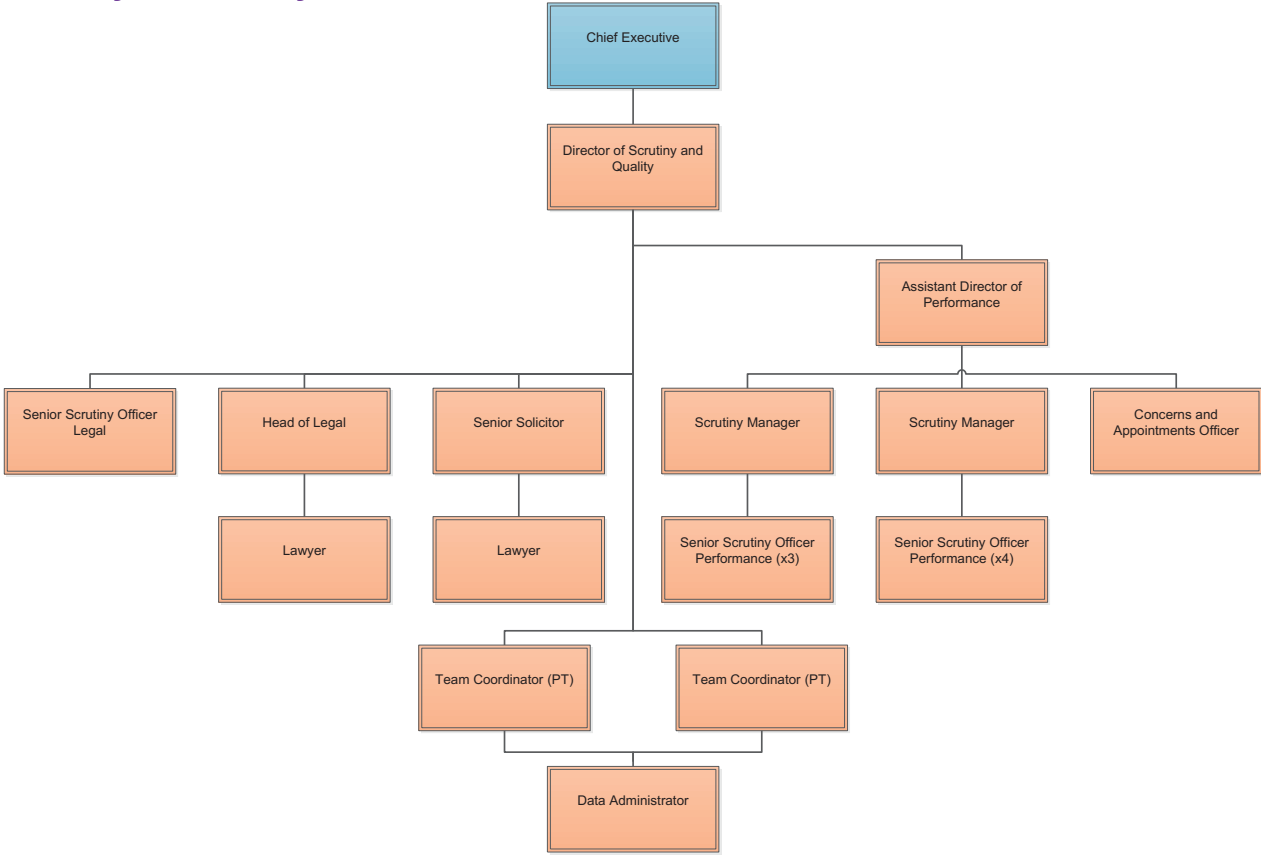 Chief Executive
Director of Scrutiny and
Quality
Assistant Director of
Performance
Senior Scrutiny Officer
Legal
Head of Legal
Senior Solicitor
Scrutiny Manager
Scrutiny Manager
Concerns and
Appointments Officer
Lawyer
Lawyer
Senior Scrutiny Officer
Performance (x3)
Senior Scrutiny Officer
Performance (x4)
Team Coordinator (PT)
Team Coordinator (PT)
Data Administrator